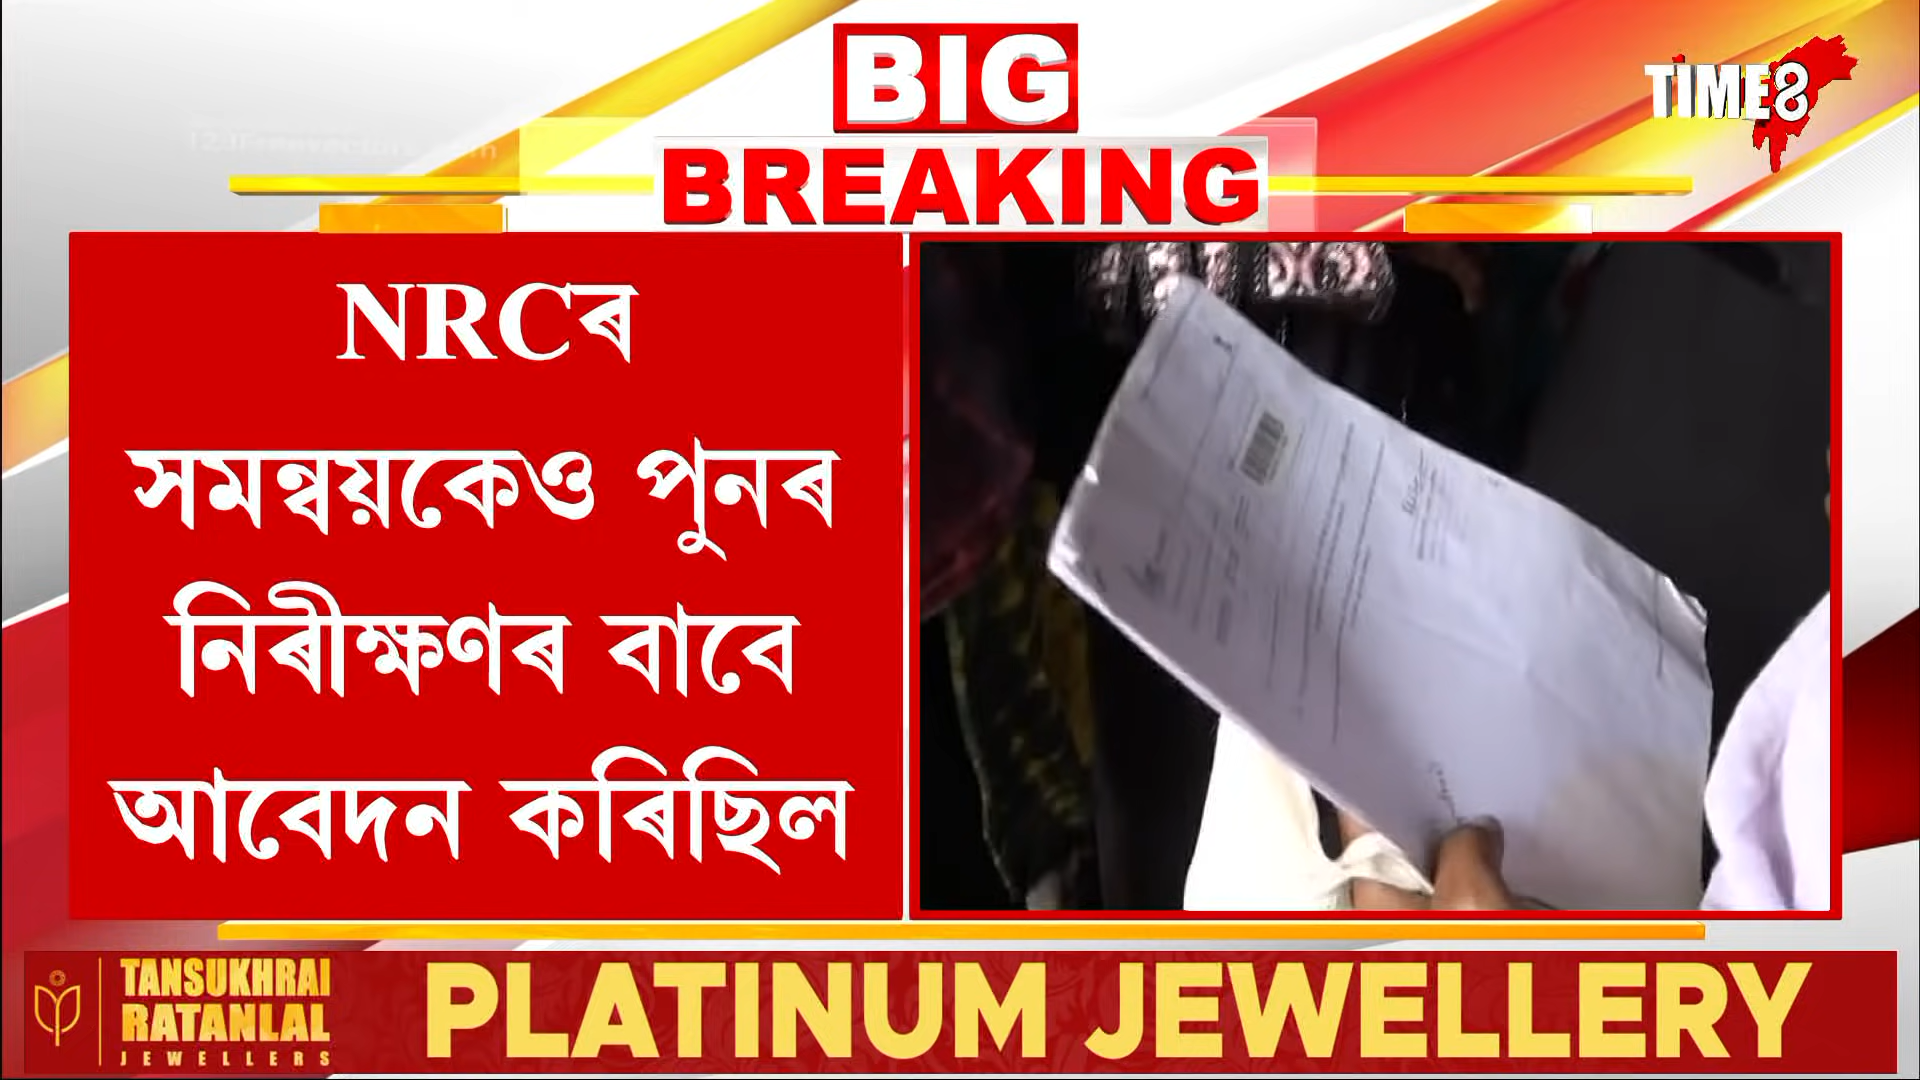 BIG
BREAKING
TIME8
NRCৰ
সমন্বয়কেও পুনৰ
নিৰীক্ষণৰ বাবে
আবেদন কৰিছিল
TANSUKHRAI
RATANLAL
JEWELLERS
PLATINUM JEWELLERY